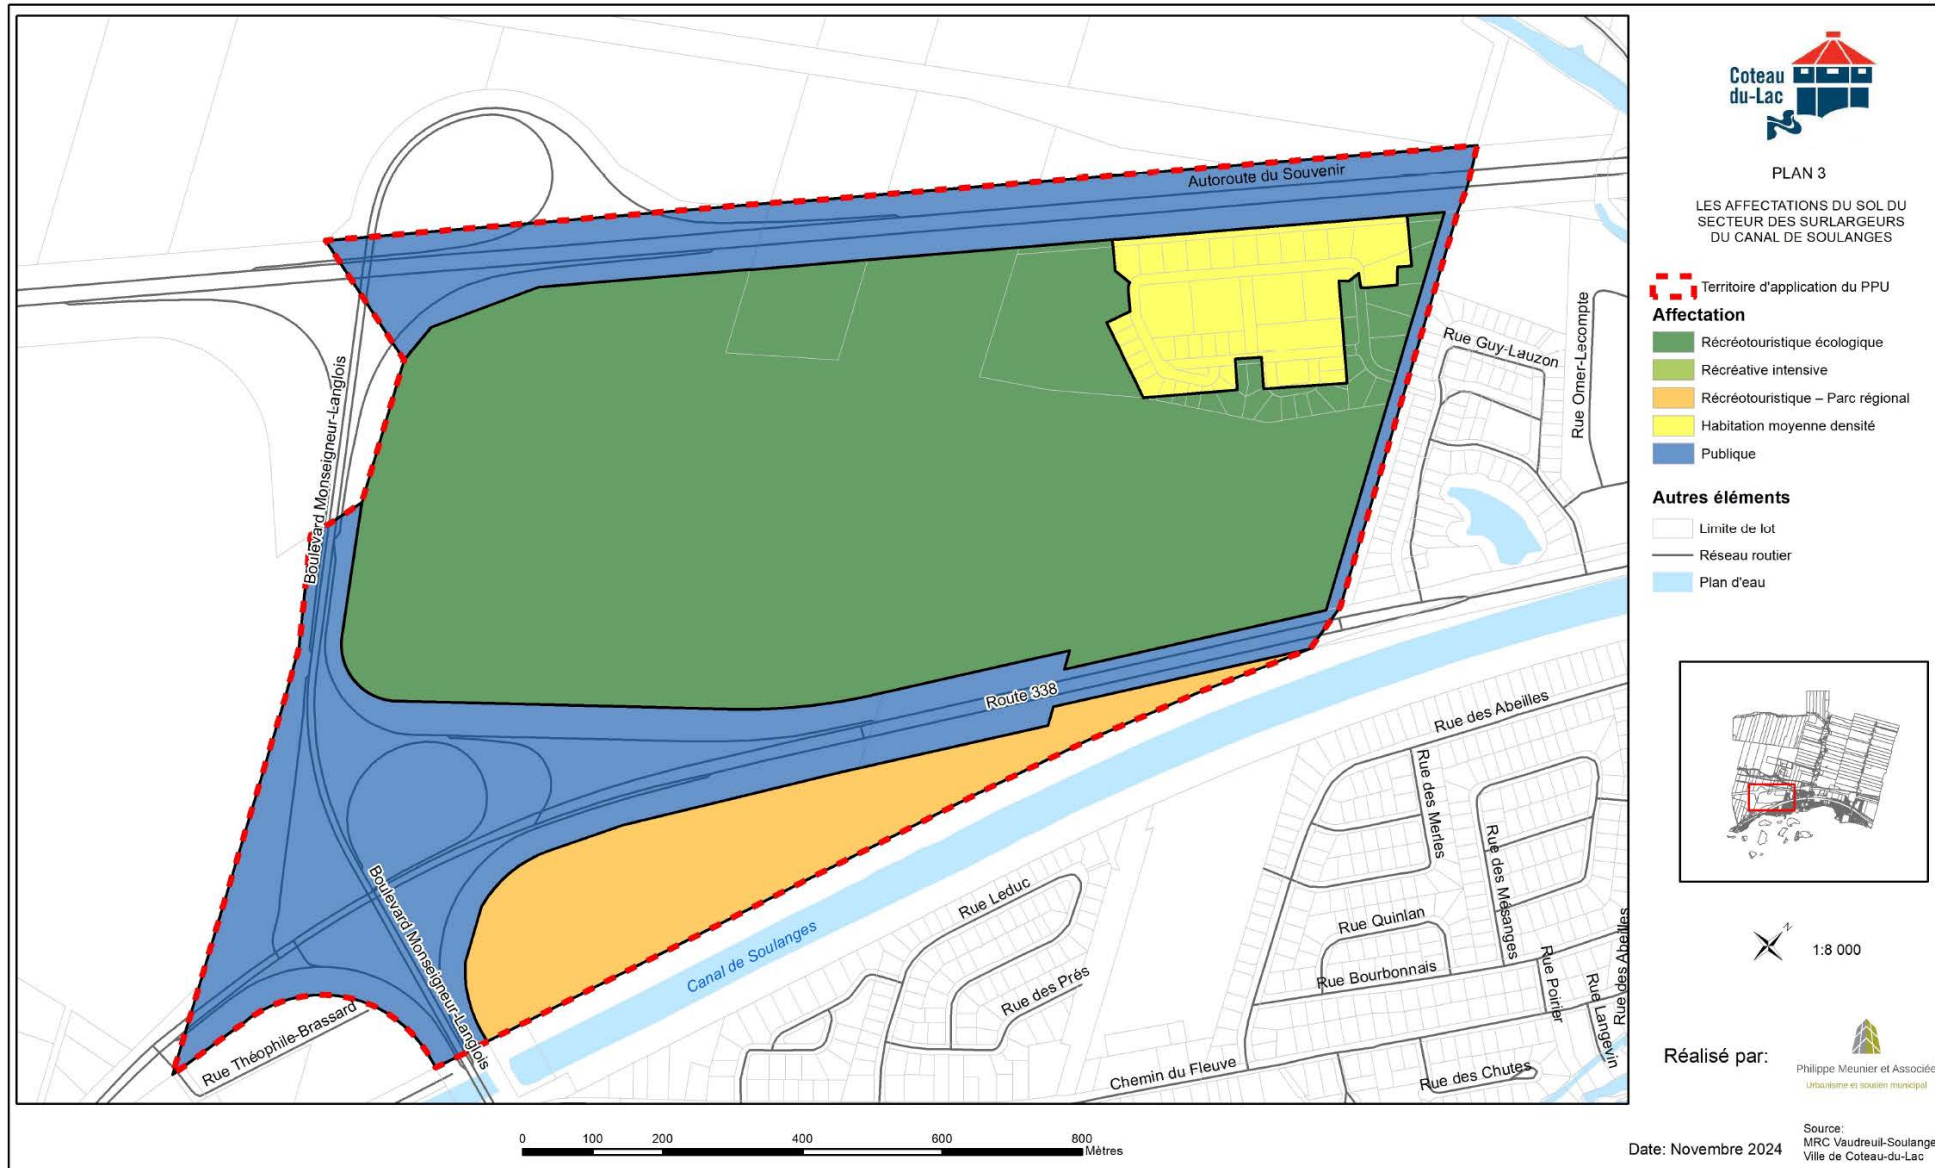 Coteau
du-Lac
PLAN 3
LES AFFECTATIONS DU SOL DU
SECTEUR DES SURLARGEURS
DU CANAL DE SOULANGES
Territoire d'application du PPU
Affectation
Récréotouristique écologique
Récréative intensive
Récréotouristique – Parc régional
Habitation moyenne densité
Publique
Autres éléments
Limite de lot
Réseau routier
Plan d'eau
Autoroute du Souvenir
Boulevard Monseigneur-Langlois
Rue Guy-Lauzon
Rue Omer-Lecompte
Route 338
Boulevard Monseigneur-Langlois
Rue Théophile-Brassard
Canal de Soulanges
Rue Leduc
Rue des Prés
Rue des Abeilles
Rue des Merles
Rue des Mésanges
Rue Quinlan
Rue Bourbonnais
Rue Poirier
Rue Langevin
Rue des Abeilles
Chemin du Fleuve
Rue des Chutes
N
1:8 000
Réalisé par:
Philippe Meunier et Associé
Urbanisme et soutien municipal
0 100 200 400 600 800
Mètres
Date: Novembre 2024
Source:
MRC Vaudreuil-Soulange
Ville de Coteau-du-Lac